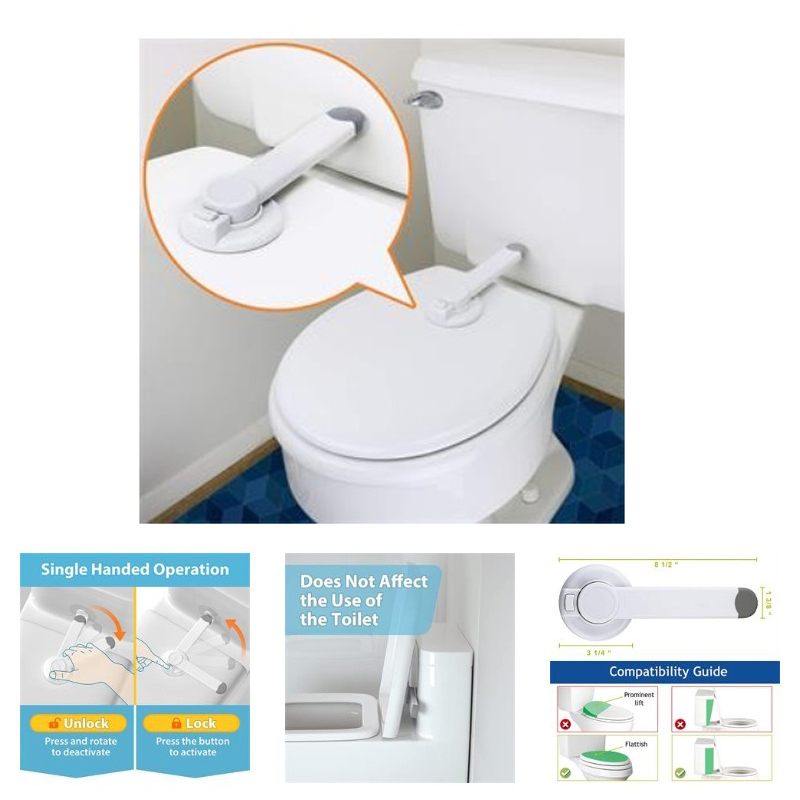 Single Handed Operation
Unlock
Press and rotate
to deactivate
Lock
Press the button
to activate
Does Not Affect
the Use of
the Toilet
6 1/2 "
1 3/8 "
3 1/4 "
Compatibility Guide
Prominent
lift
Flattish